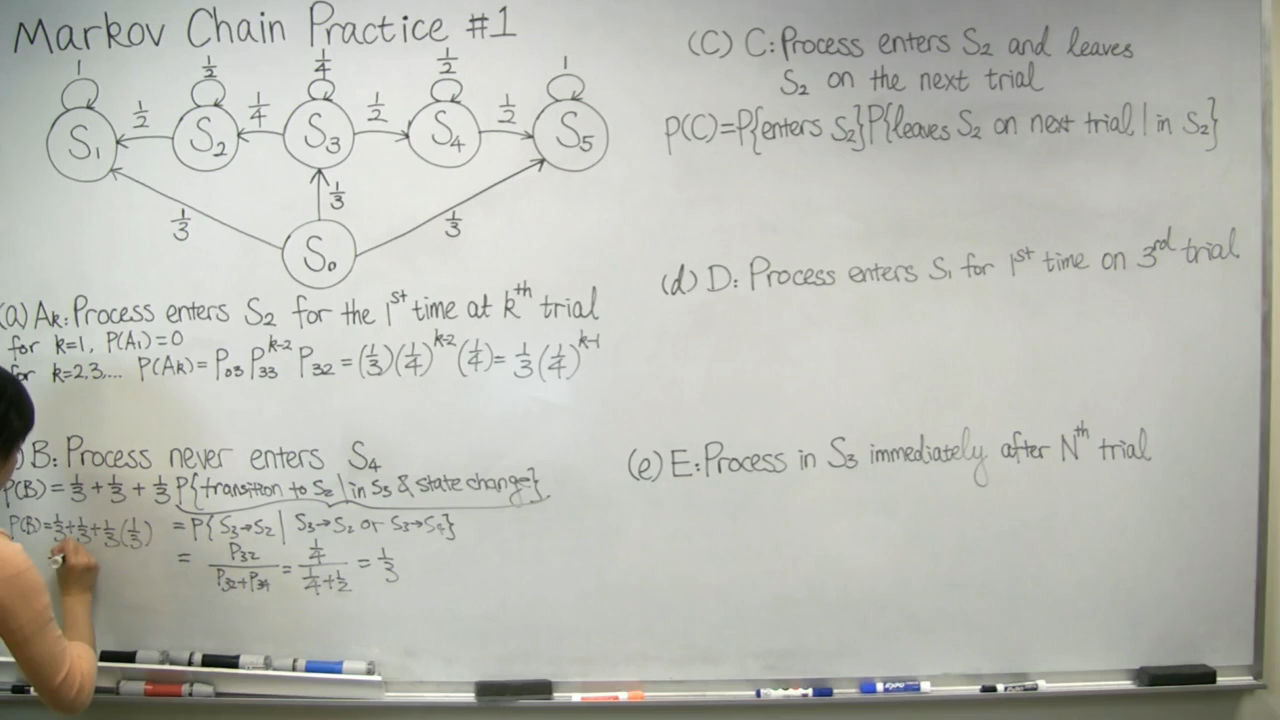 Markov Chain Practice #1
1 1/2 1/4 1/2 1
1/2 1/4 1/2 1/2
S₁ S₂ S₃ S₄ S₅
1/3 1/3 1/3
S₀
(a) Aₖ: Process enters S₂ for the 1ˢᵗ time at kᵗʰ trial
for k=1, P(A₁)=0
for k=2,3,... P(Aₖ)= P₀₃ P₃₃^(k-2) P₃₂ = (1/3)(1/4)^(k-2) (1/4) = 1/3 (1/4)^(k-1)
) B: Process never enters S₄
P(B) = 1/3 + 1/3 + 1/3 P{transition to S₂ | in S₃ & state change}
P(B)=1/3+1/3+1/3(1/3) = P{S₃→S₂ | S₃→S₂ or S₃→S₄}
= P₃₂/(P₃₂+P₃₄) = (1/4)/(1/4+1/2) = 1/3
(C) C: Process enters S₂ and leaves
S₂ on the next trial
P(C)=P{enters S₂}P{leaves S₂ on next trial | in S₂}
(d) D: Process enters S₁ for 1ˢᵗ time on 3ʳᵈ trial
(e) E: Process in S₃ immediately after Nᵗʰ trial
EXPO